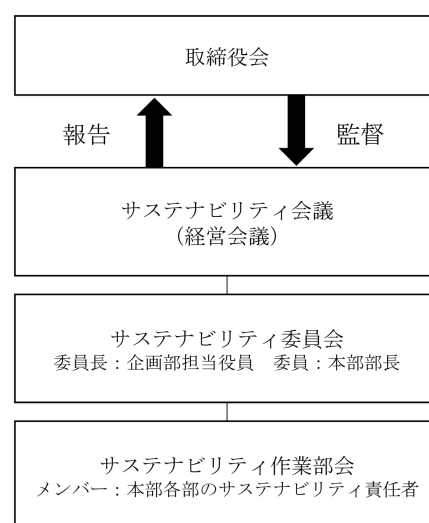 取締役会
報告
監督
サステナビリティ会議
（経営会議）
サステナビリティ委員会
委員長：企画部担当役員　委員：本部部長
サステナビリティ作業部会
メンバー：本部各部のサステナビリティ責任者